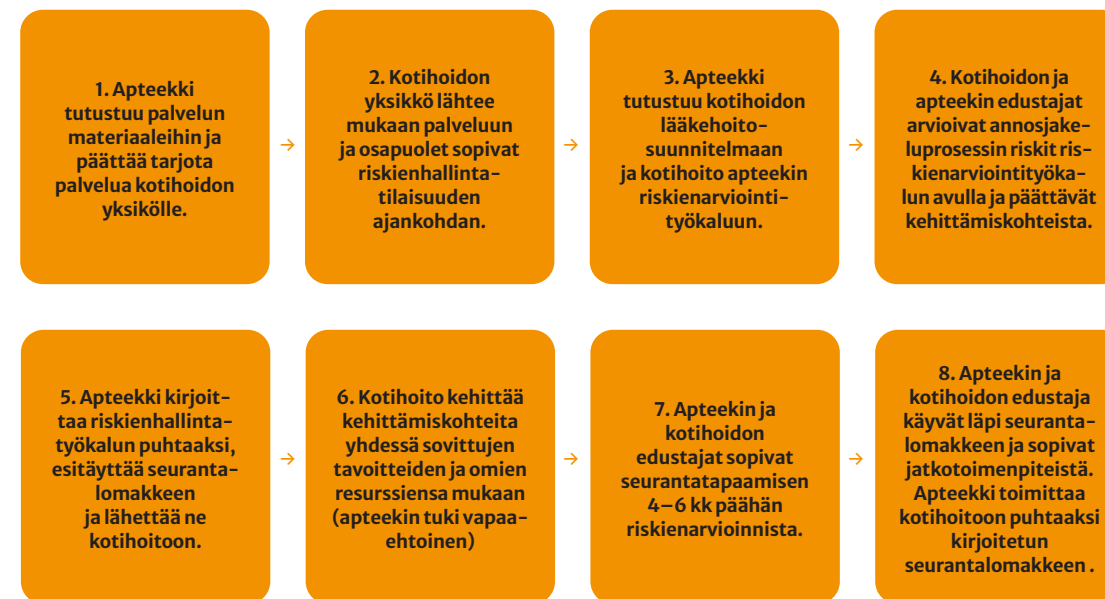 1. Apteekki
tutustuu palvelun
materiaaleihin ja
päättää tarjota
palvelua kotihoidon
yksikölle.
→
2. Kotihoidon
yksikkö lähtee
mukaan palveluun
ja osapuolet sopivat
riskienhallinta-
tilaisuuden
ajankohdan.
→
3. Apteekki
tutustuu kotihoidon
lääkehoito-
suunnitelmaan
ja kotihoito apteekin
riskienarviointi-
työkaluun.
→
4. Kotihoidon ja
apteekin edustajat
arvioivat annosjake-
luprosessin riskit ris-
kienarviointityöka-
lun avulla ja päättävät
kehittämiskohteista.
5. Apteekki kirjoit-
taa riskienhallinta-
työkalun puhtaaksi,
esitäyttää seuranta-
lomakkeen
ja lähettää ne
kotihoitoon.
→
6. Kotihoito kehittää
kehittämiskohteita
yhdessä sovittujen
tavoitteiden ja omien
resurssiensa mukaan
(apteekin tuki vapaa-
ehtoinen)
→
7. Apteekin ja
kotihoidon
edustajat sopivat
seurantatapaamisen
4–6 kk päähän
riskienarvioinnista.
→
8. Apteekin ja
kotihoidon edustaja
käyvät läpi seuranta-
lomakkeen ja sopivat
jatkotoimenpiteistä.
Apteekki toimittaa
kotihoitoon puhtaaksi
kirjoitetun
seurantalomakkeen .